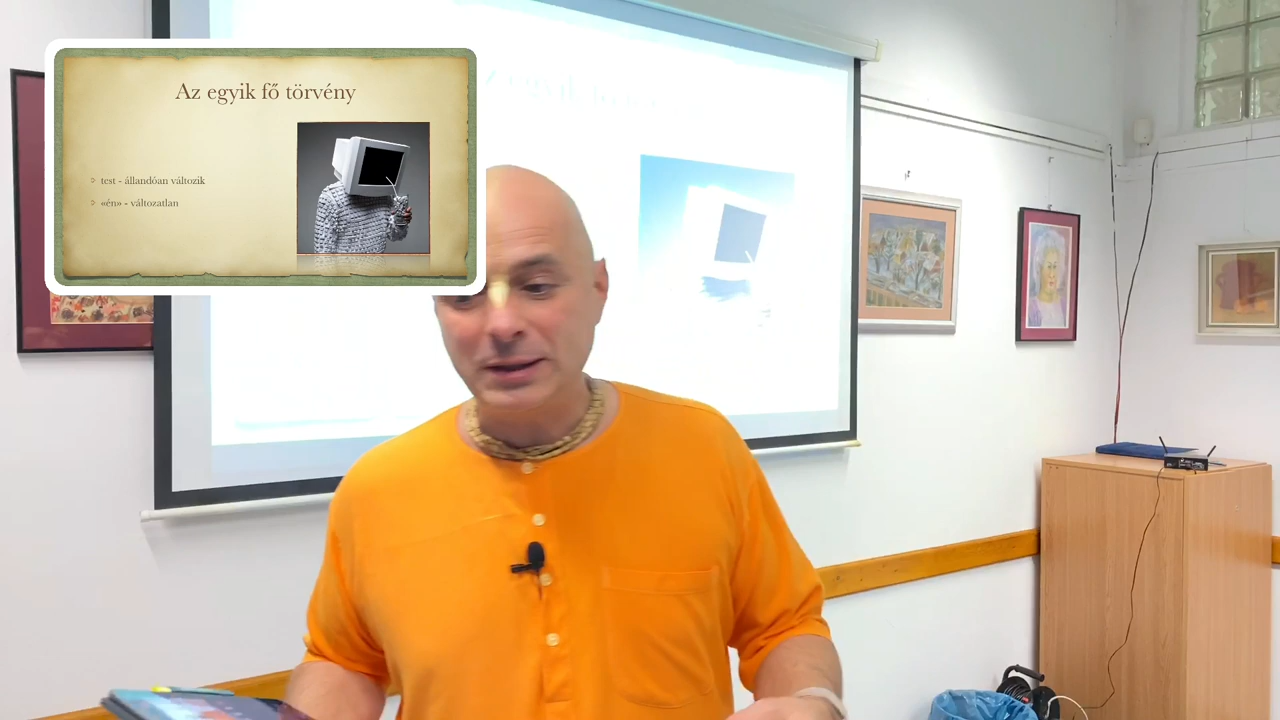 Az egyik fő törvény
test - állandóan változik
«én» - változatlan